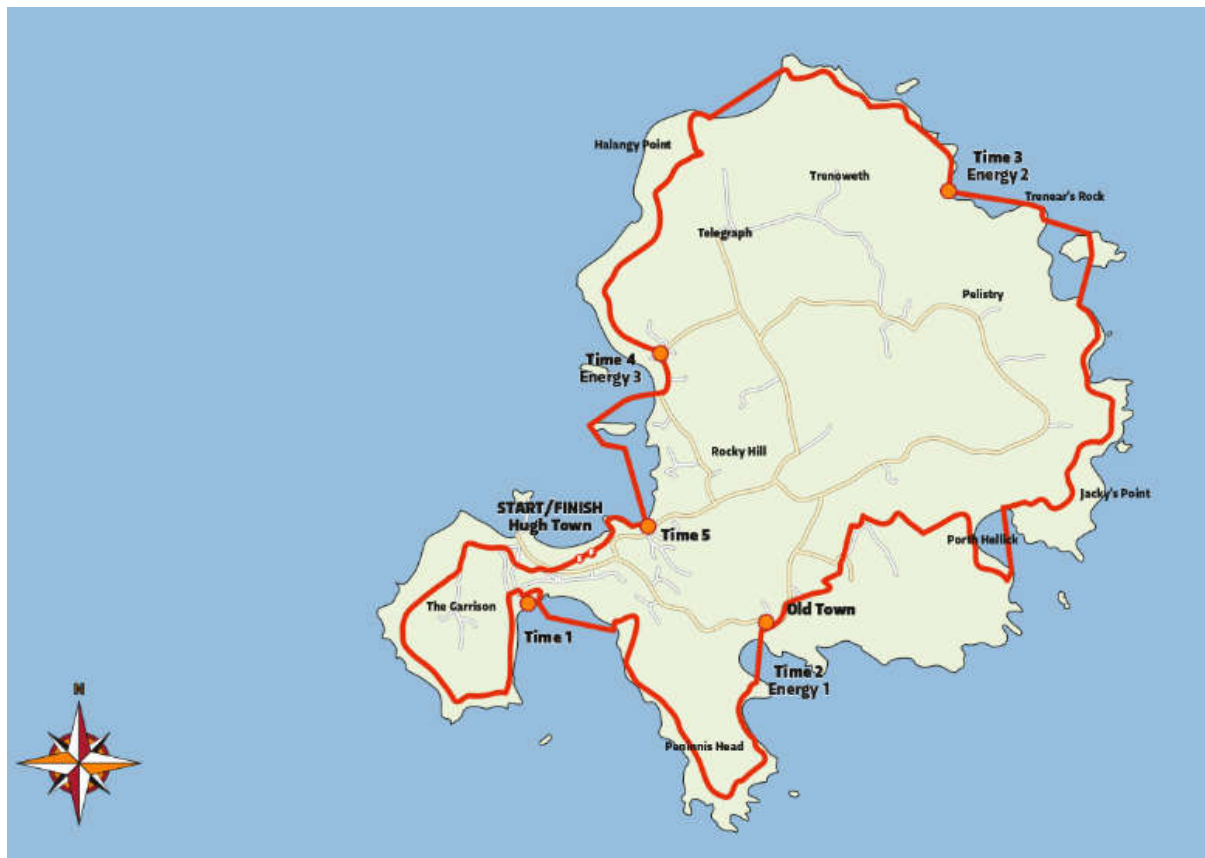 Halangy Point
Time 3
Energy 2
Trenoweth
Trenear's Rock
Telegraph
Pelistry
Time 4
Energy 3
Rocky Hill
Jacky's Point
START/FINISH
Hugh Town
Time 5
Porth Hellick
The Garrison
Old Town
Time 1
Time 2
Energy 1
N
Peninnis Head